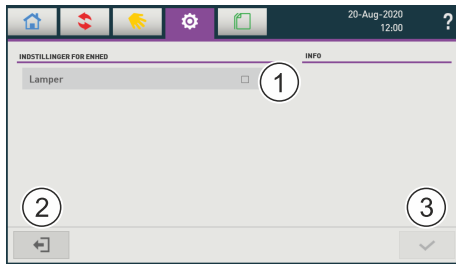 20-Aug-2020
12:00
?
INDSTILLINGER FOR ENHED
INFO
Lamper
1
2
3